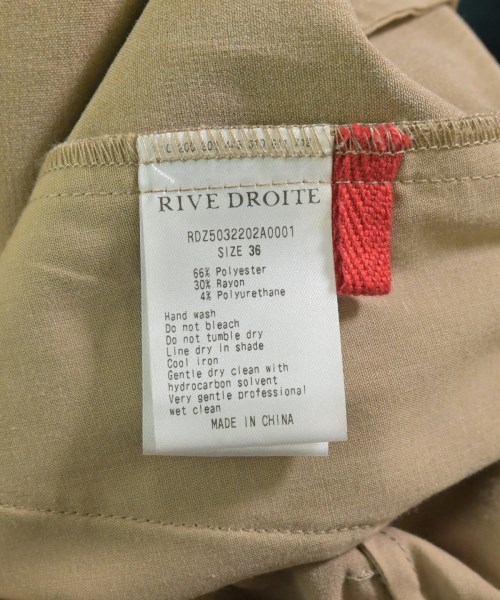 RIVE DROITE
RDZ5032202A0001
SIZE 36
66% Polyester
30% Rayon
4% Polyurethane
Hand wash
Do not bleach
Do not tumble dry
Line dry in shade
Cool iron
Gentle dry clean with
hydrocarbon solvent
Very gentle professional
wet clean
MADE IN CHINA